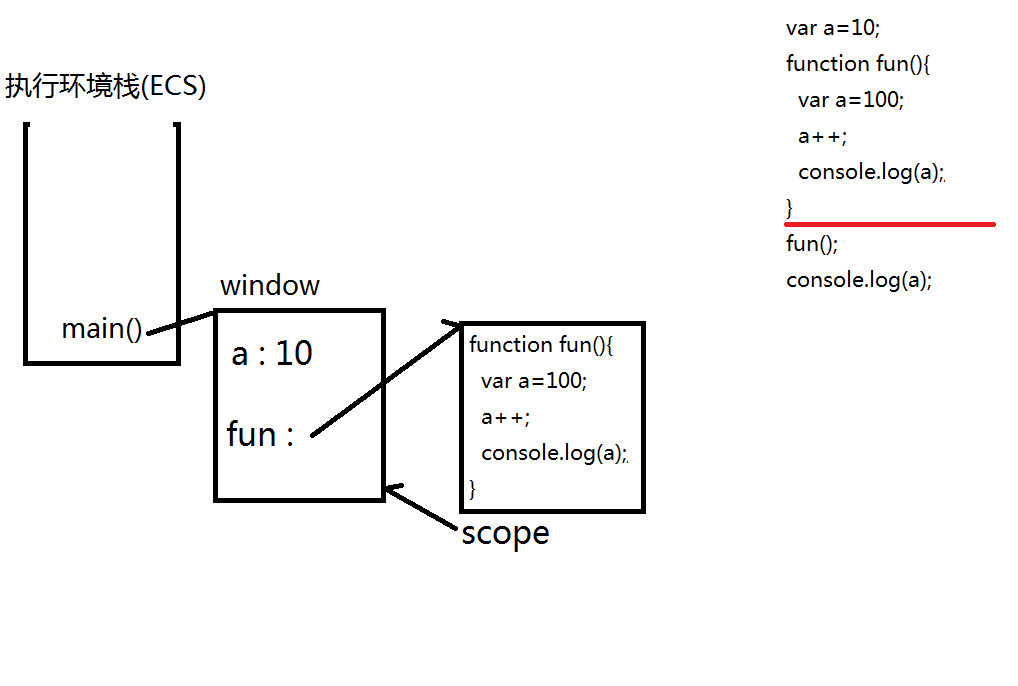 执行环境栈(ECS)
main()
window
a : 10
fun :
function fun(){
var a=100;
a++;
console.log(a);
}
scope
var a=10;
function fun(){
var a=100;
a++;
console.log(a);
}
fun();
console.log(a);